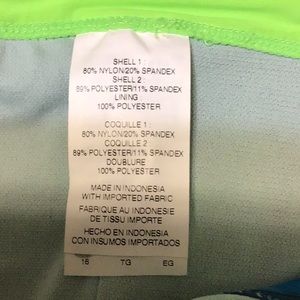 SHELL 1 :
80% NYLON/20% SPANDEX
SHELL 2 :
89% POLYESTER/11% SPANDEX
LINING
100% POLYESTER
COQUILLE 1 :
80% NYLON/20% SPANDEX
COQUILLE 2 :
89% POLYESTER/11% SPANDEX
DOUBLURE
100% POLYESTER
MADE IN INDONESIA
WITH IMPORTED FABRIC
FABRIQUE AU INDONESIE
DE TISSU IMPORTE
HECHO EN INDONESIA
CON INSUMOS IMPORTADOS
16 TG EG